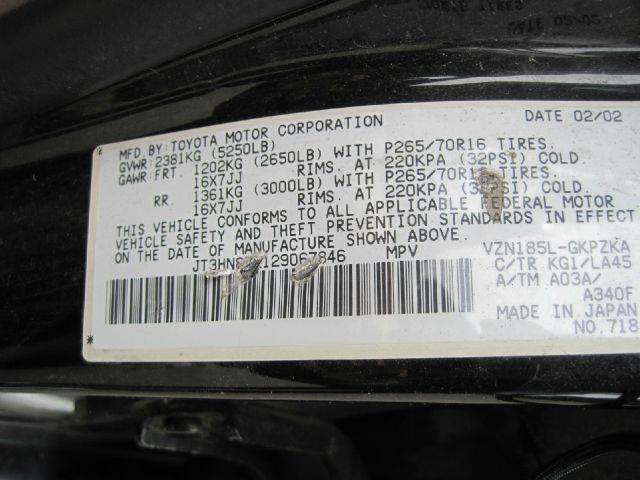 DATE 02/02
MFD BY: TOYOTA MOTOR CORPORATION DATE 02/02
GVWR: 2381KG (5250LB)
GAWR: FRT. 1202KG (2650LB) WITH P265/70R16 TIRES.
16X7JJ RIMS. AT 220KPA (32PSI) COLD.
RR. 1361KG (3000LB) WITH P265/70R16 TIRES.
16X7JJ RIMS. AT 220KPA (32PSI) COLD.
THIS VEHICLE CONFORMS TO ALL APPLICABLE FEDERAL MOTOR
VEHICLE SAFETY AND THEFT PREVENTION STANDARDS IN EFFECT
ON THE DATE OF MANUFACTURE SHOWN ABOVE.
MPV
VZN185L-GKPZKA
C/TR KG1/LA45
A/TM A03A/
A340F
MADE IN JAPAN
NO.718